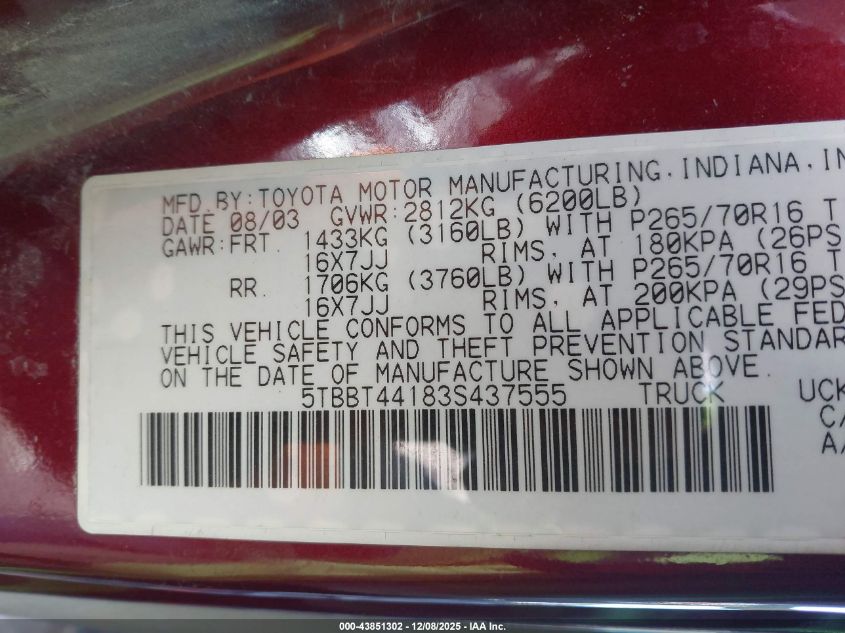 MFD. BY: TOYOTA MOTOR MANUFACTURING, INDIANA, IN
DATE 08/03 GVWR: 2812KG (6200LB)
GAWR: FRT. 1433KG (3160LB) WITH P265/70R16 T
16X7JJ RIMS, AT 180KPA (26PS
RR. 1706KG (3760LB) WITH P265/70R16 T
16X7JJ RIMS, AT 200KPA (29PS
THIS VEHICLE CONFORMS TO ALL APPLICABLE FED
VEHICLE SAFETY AND THEFT PREVENTION STANDAR
ON THE DATE OF MANUFACTURE SHOWN ABOVE.
5TBBT44183S437555 TRUCK UCK
C/
A/
000-43851302 - 12/08/2025 - IAA Inc.